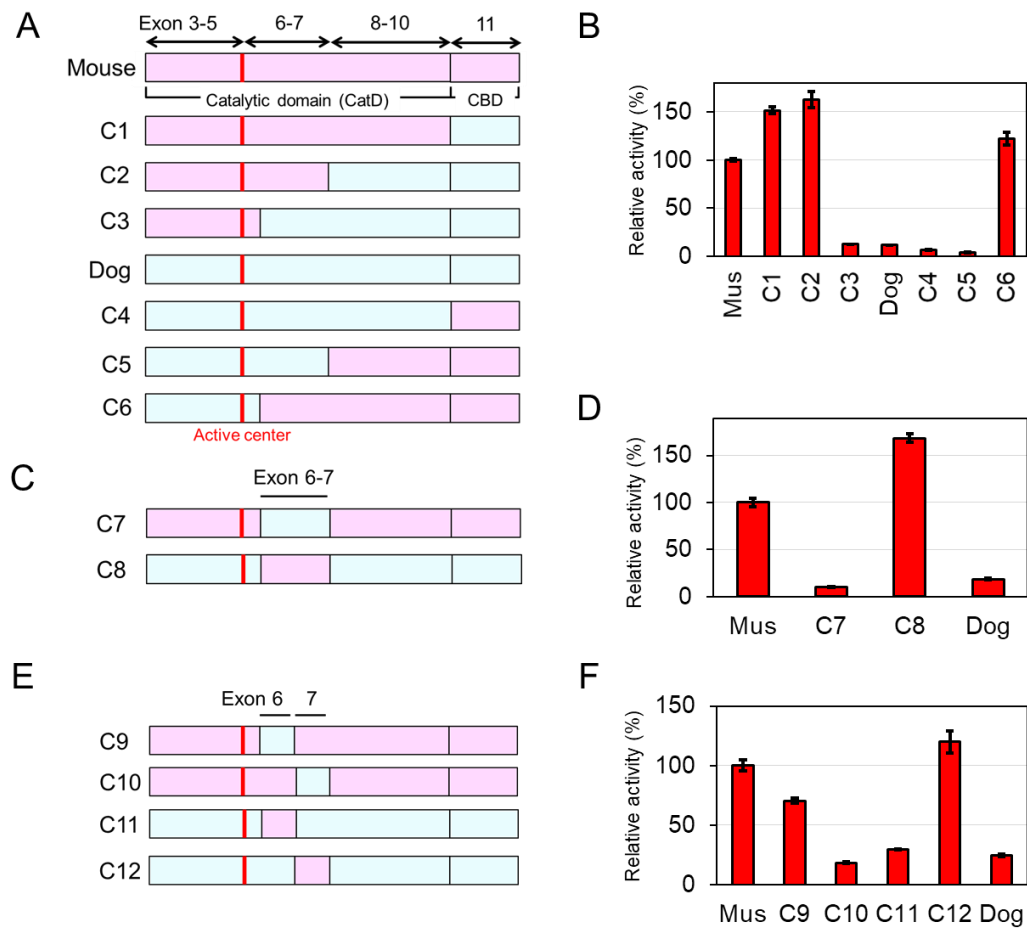 A
Exon 3-5 6-7 8-10 11
Mouse
Catalytic domain (CatD) CBD
C1
C2
C3
Dog
C4
C5
C6
Active center
B
Relative activity (%)
150
100
50
0
Mus C1 C2 C3 Dog C4 C5 C6
C
Exon 6-7
C7
C8
D
Relative activity (%)
150
100
50
0
Mus C7 C8 Dog
E
Exon 6 7
C9
C10
C11
C12
F
Relative activity (%)
150
100
50
0
Mus C9 C10 C11 C12 Dog